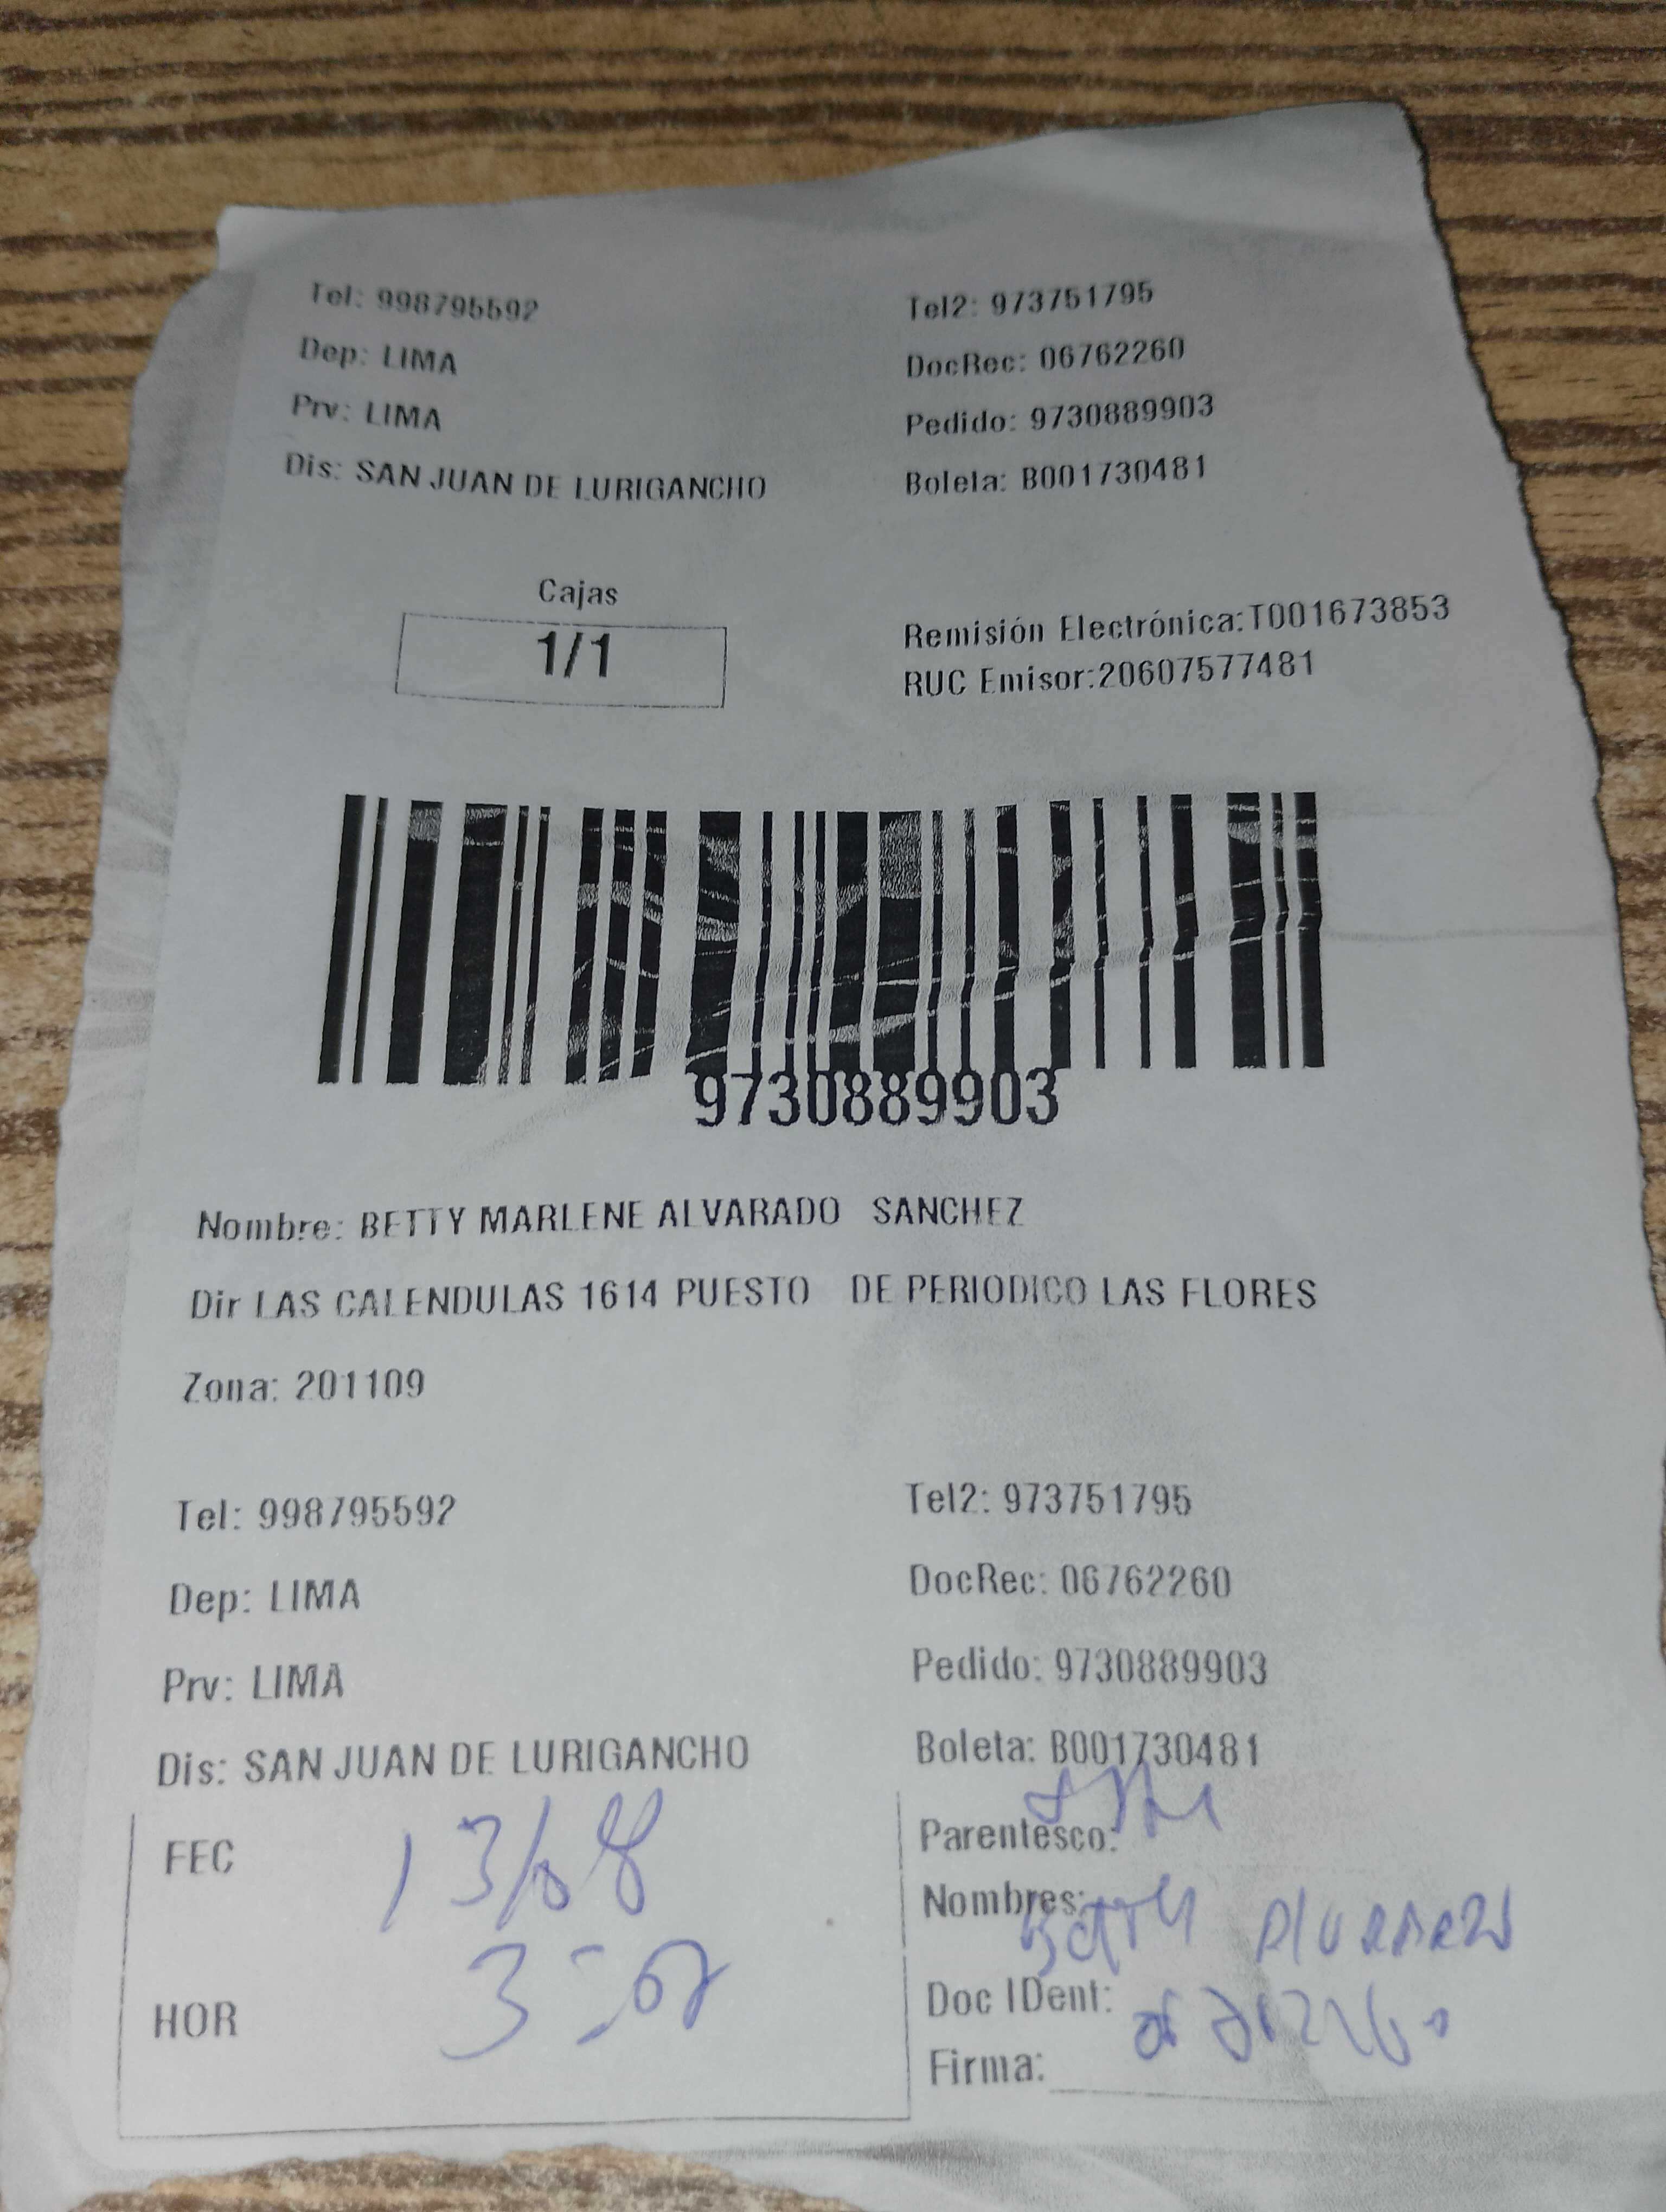 Tel: 998795592 Tel2: 973751795
Dep: LIMA DocRec: 06762260
Prv: LIMA Pedido: 9730889903
Dis: SAN JUAN DE LURIGANCHO Boleta: B001730481
Cajas
1/1
Remisión Electrónica:T001673853
RUC Emisor:20607577481
9730889903
Nombre: BETTY MARLENE ALVARADO SANCHEZ
Dir LAS CALENDULAS 1614 PUESTO DE PERIODICO LAS FLORES
Zona: 201109
Tel: 998795592 Tel2: 973751795
Dep: LIMA DocRec: 06762260
Prv: LIMA Pedido: 9730889903
Dis: SAN JUAN DE LURIGANCHO Boleta: B001730481
FEC 13/08 Parentesco:
Nombres:
HOR Doc IDent:
Firma: